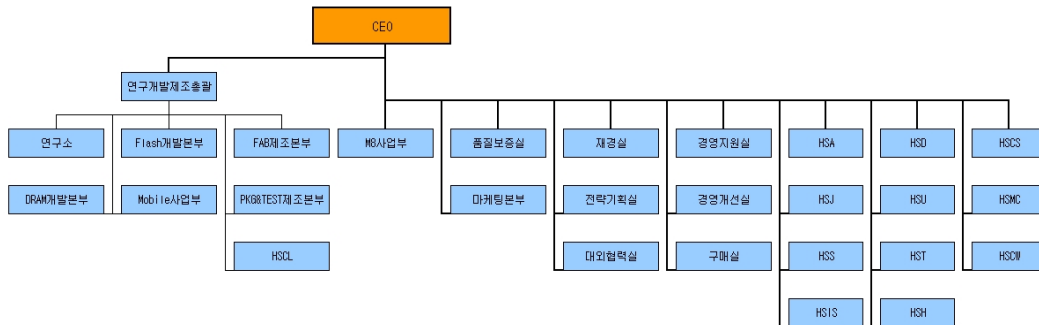 CEO
연구개발제조총괄
연구소
Flash개발본부
FAB제조본부
M8사업부
품질보증실
재경실
경영지원실
HSA
HSD
HSCS
DRAM개발본부
Mobile사업부
PKG&TEST제조본부
마케팅본부
전략기획실
경영개선실
HSJ
HSU
HSMC
HSCL
대외협력실
구매실
HSS
HST
HSCW
HSIS
HSH